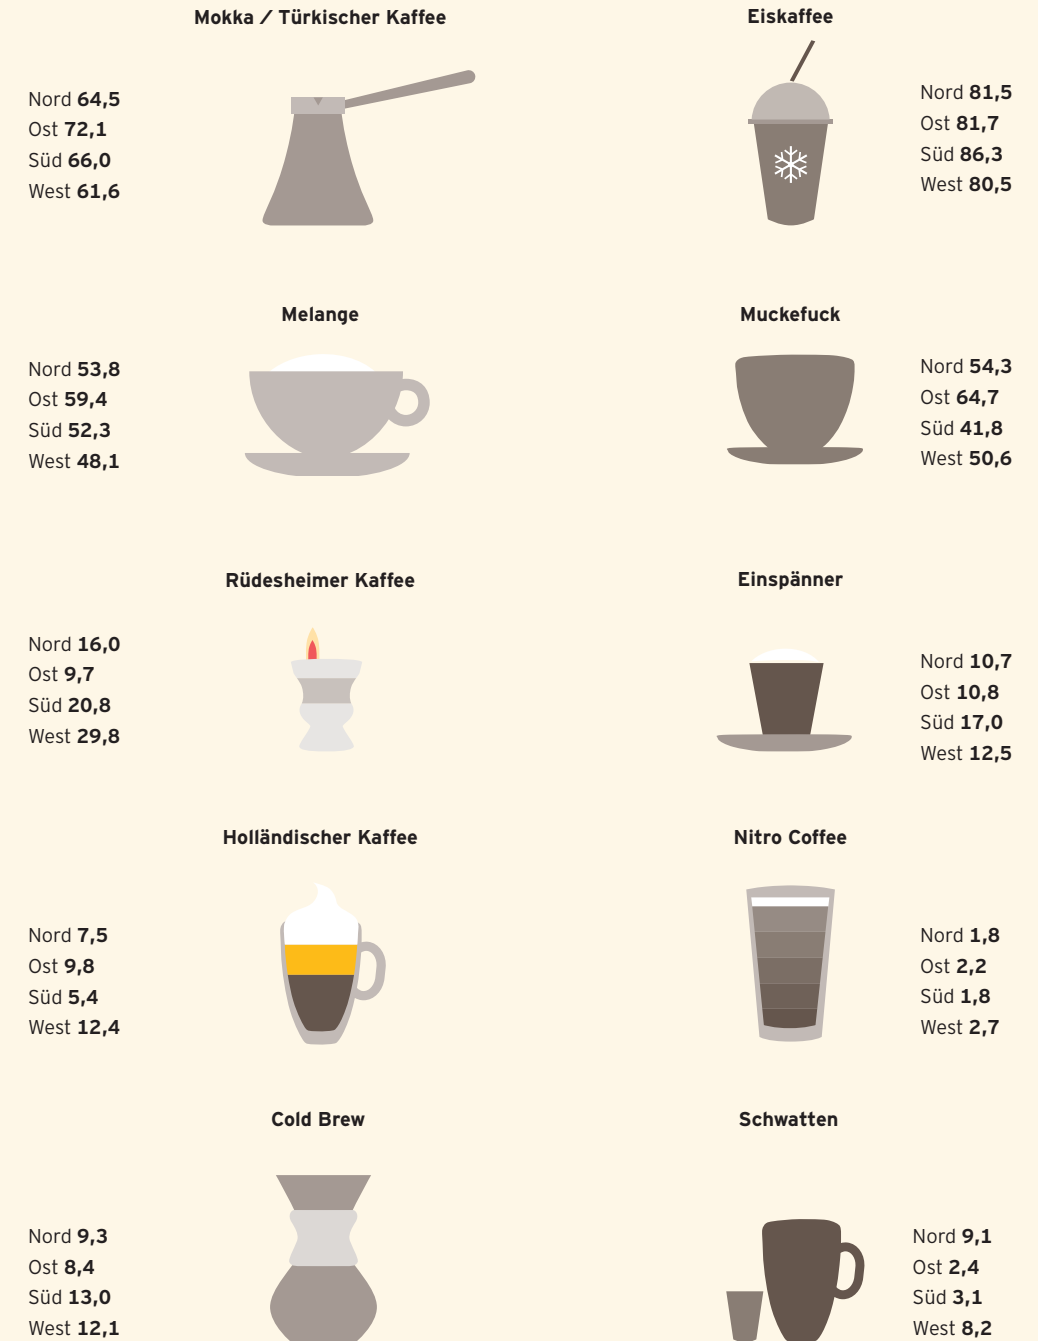 Mokka / Türkischer Kaffee
Nord 64,5
Ost 72,1
Süd 66,0
West 61,6
Eiskaffee
Nord 81,5
Ost 81,7
Süd 86,3
West 80,5
Melange
Nord 53,8
Ost 59,4
Süd 52,3
West 48,1
Muckefuck
Nord 54,3
Ost 64,7
Süd 41,8
West 50,6
Rüdesheimer Kaffee
Nord 16,0
Ost 9,7
Süd 20,8
West 29,8
Einspänner
Nord 10,7
Ost 10,8
Süd 17,0
West 12,5
Holländischer Kaffee
Nord 7,5
Ost 9,8
Süd 5,4
West 12,4
Nitro Coffee
Nord 1,8
Ost 2,2
Süd 1,8
West 2,7
Cold Brew
Nord 9,3
Ost 8,4
Süd 13,0
West 12,1
Schwatten
Nord 9,1
Ost 2,4
Süd 3,1
West 8,2